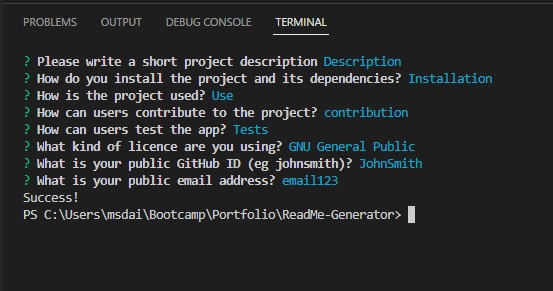 PROBLEMS OUTPUT DEBUG CONSOLE TERMINAL
? Please write a short project description Description
? How do you install the project and its dependencies? Installation
? How is the project used? Use
? How can users contribute to the project? contribution
? How can users test the app? Tests
? What kind of licence are you using? GNU General Public
? What is your public GitHub ID (eg johnsmith)? JohnSmith
? What is your public email address? email123
Success!
PS C:\Users\msdai\Bootcamp\Portfolio\ReadMe-Generator>